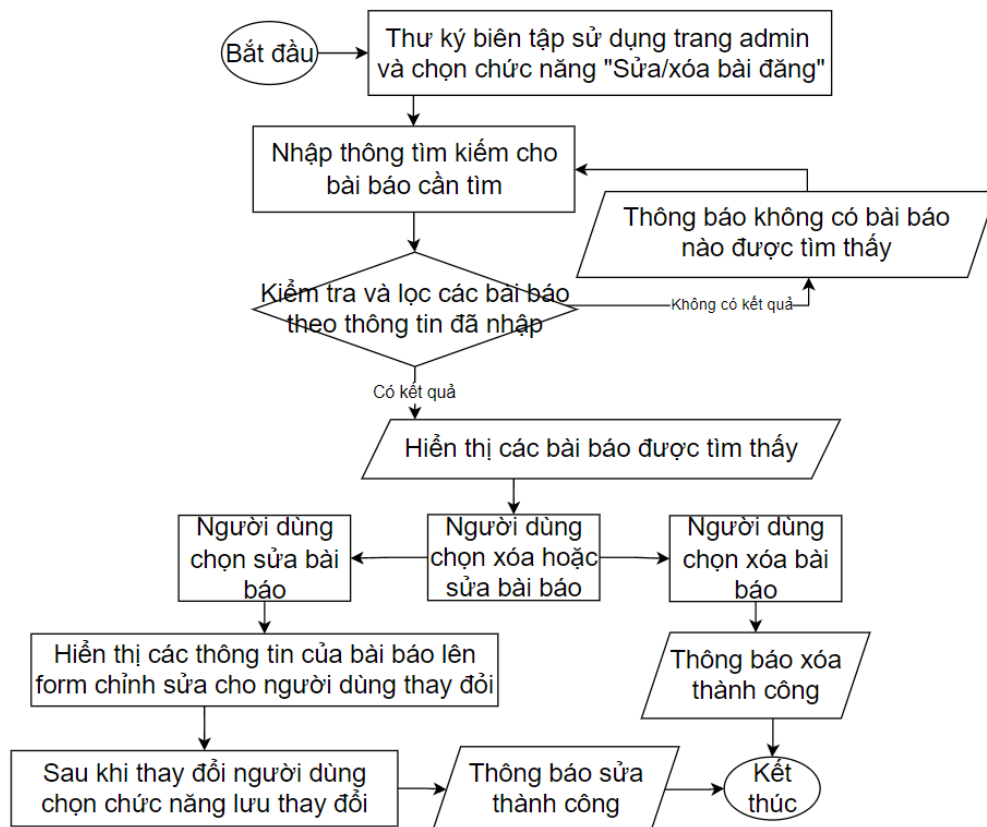 Bắt đầu
Thư ký biên tập sử dụng trang admin
và chọn chức năng "Sửa/xóa bài đăng"
Nhập thông tìm kiếm cho
bài báo cần tìm
Thông báo không có bài báo
nào được tìm thấy
Kiểm tra và lọc các bài báo
theo thông tin đã nhập
Không có kết quả
Có kết quả
Hiển thị các bài báo được tìm thấy
Người dùng
chọn sửa bài
báo
Người dùng
chọn xóa hoặc
sửa bài báo
Người dùng
chọn xóa bài
báo
Hiển thị các thông tin của bài báo lên
form chỉnh sửa cho người dùng thay đổi
Thông báo xóa
thành công
Sau khi thay đổi người dùng
chọn chức năng lưu thay đổi
Thông báo sửa
thành công
Kết
thúc